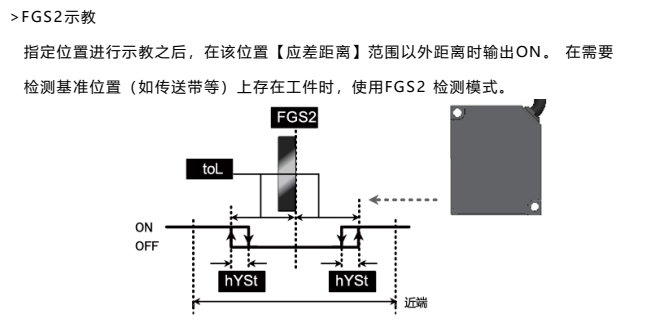 >FGS2示教
指定位置进行示教之后，在该位置【应差距离】范围以外距离时输出ON。 在需要
检测基准位置（如传送带等）上存在工件时，使用FGS2 检测模式。
FGS2
toL
ON
OFF
hYSt hYSt
近端